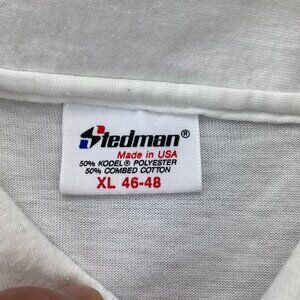 Stedman®
Made in USA
50% KODEL® POLYESTER
50% COMBED COTTON
XL 46-48